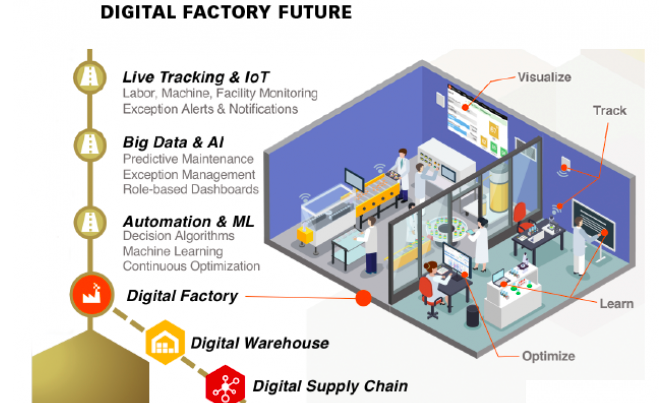 DIGITAL FACTORY FUTURE
Live Tracking & IoT
Labor, Machine, Facility Monitoring
Exception Alerts & Notifications
Big Data & AI
Predictive Maintenance
Exception Management
Role-based Dashboards
Automation & ML
Decision Algorithms
Machine Learning
Continuous Optimization
Digital Factory
Digital Warehouse
Digital Supply Chain
Visualize
Track
Learn
Optimize